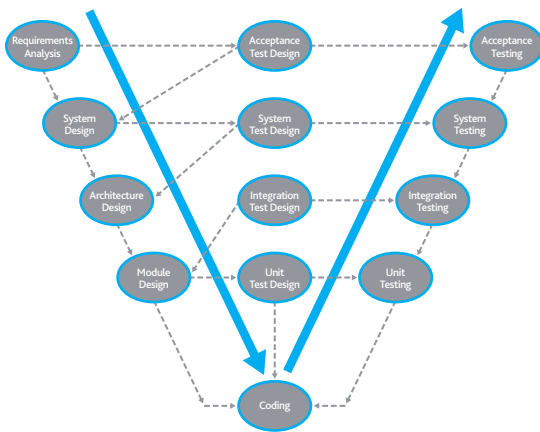 Requirements
Analysis
Acceptance
Test Design
Acceptance
Testing
System
Design
System
Test Design
System
Testing
Architecture
Design
Integration
Test Design
Integration
Testing
Module
Design
Unit
Test Design
Unit
Testing
Coding